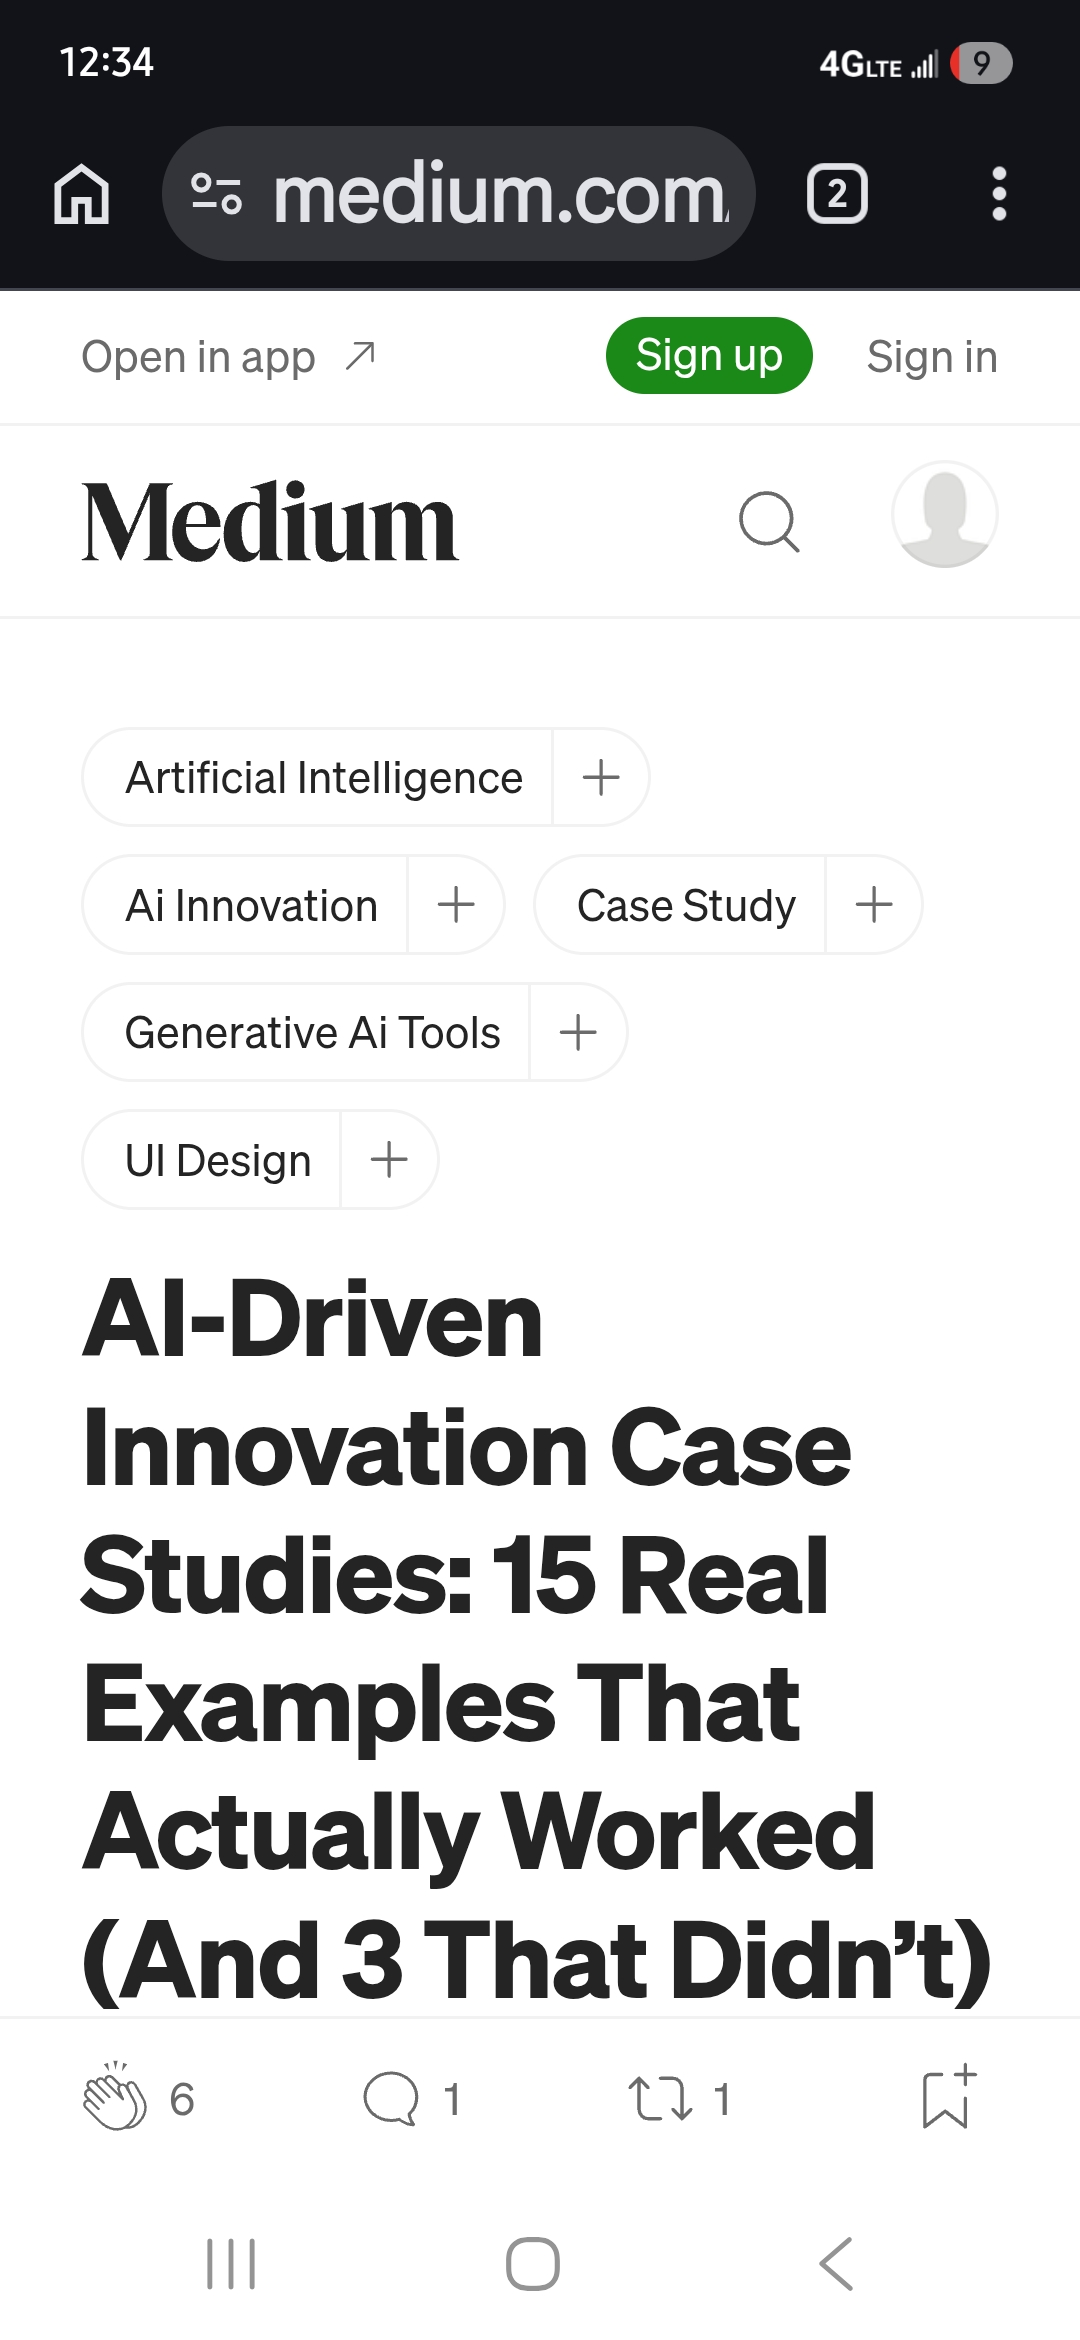 12:34
4G LTE
9
medium.com
2
Open in app
Sign up
Sign in
Medium
Artificial Intelligence
Ai Innovation
Case Study
Generative Ai Tools
UI Design
AI-Driven
Innovation Case
Studies: 15 Real
Examples That
Actually Worked
(And 3 That Didn’t)
6
1
1